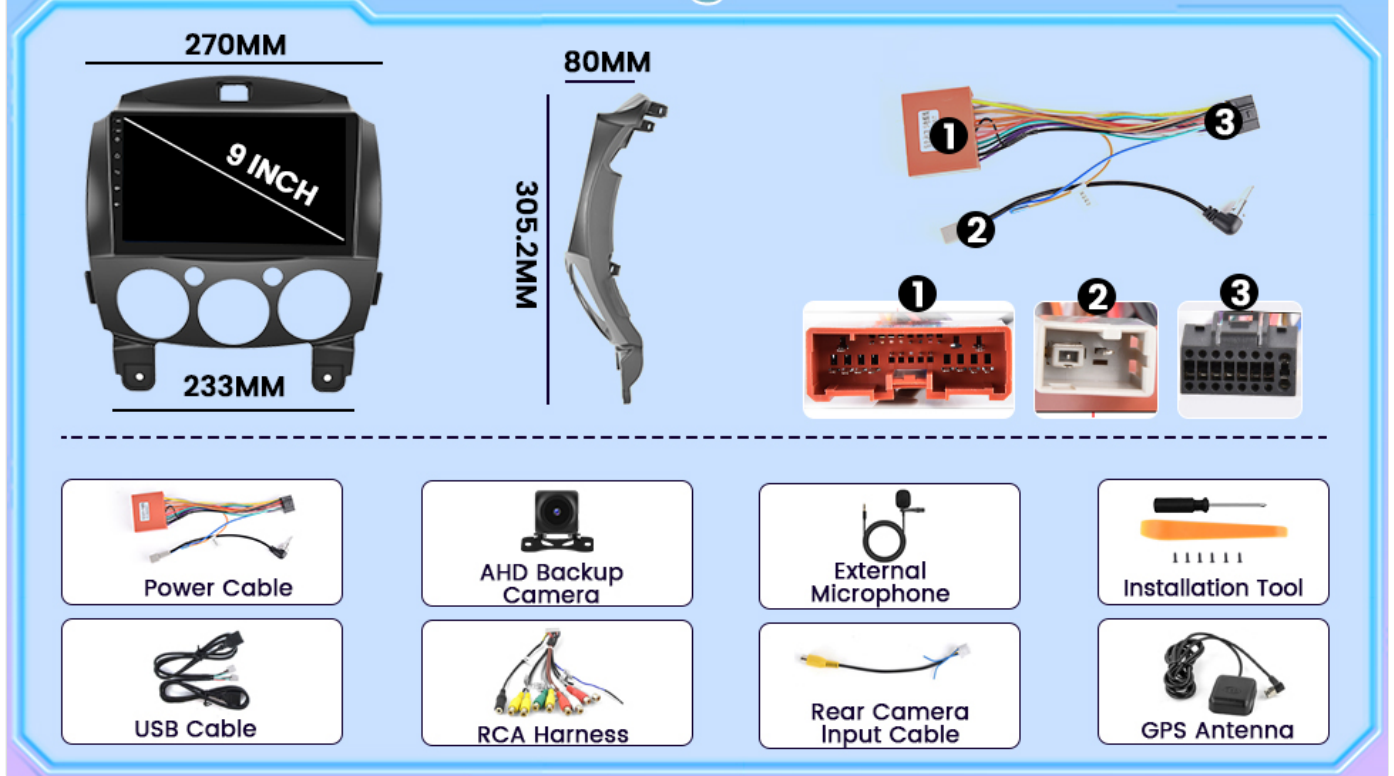 270MM
80MM
9 INCH
305.2MM
233MM
1
3
2
1
2
3
Power Cable
AHD Backup
Camera
External
Microphone
Installation Tool
USB Cable
RCA Harness
Rear Camera
Input Cable
GPS Antenna